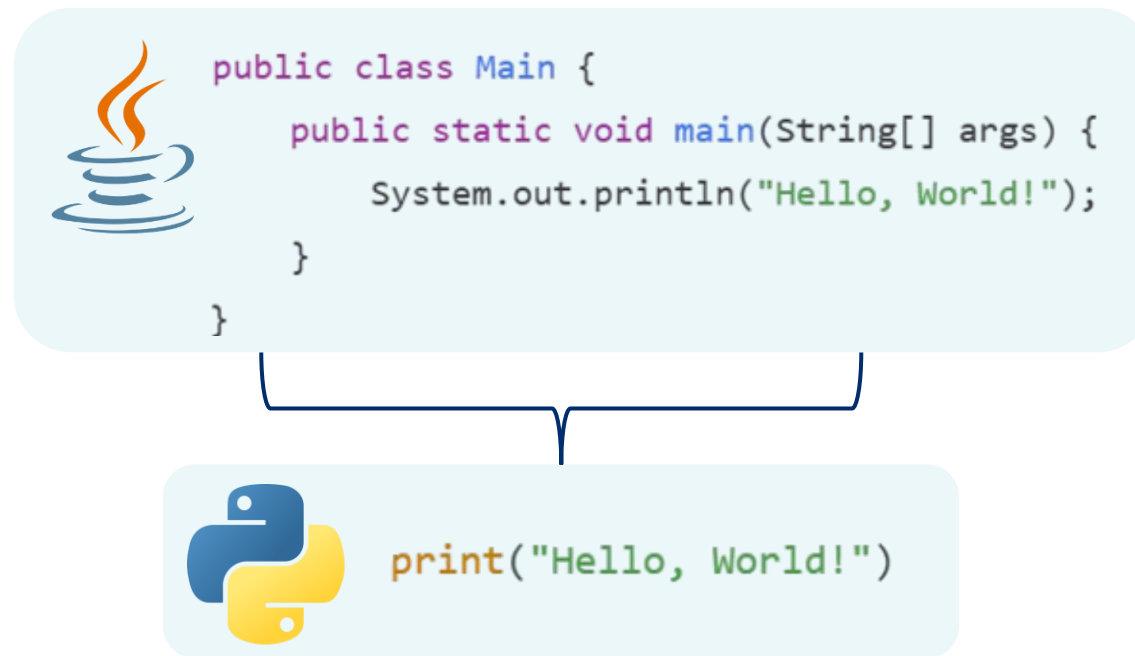 public class Main {
public static void main(String[] args) {
System.out.println("Hello, World!");
}
}
print("Hello, World!")